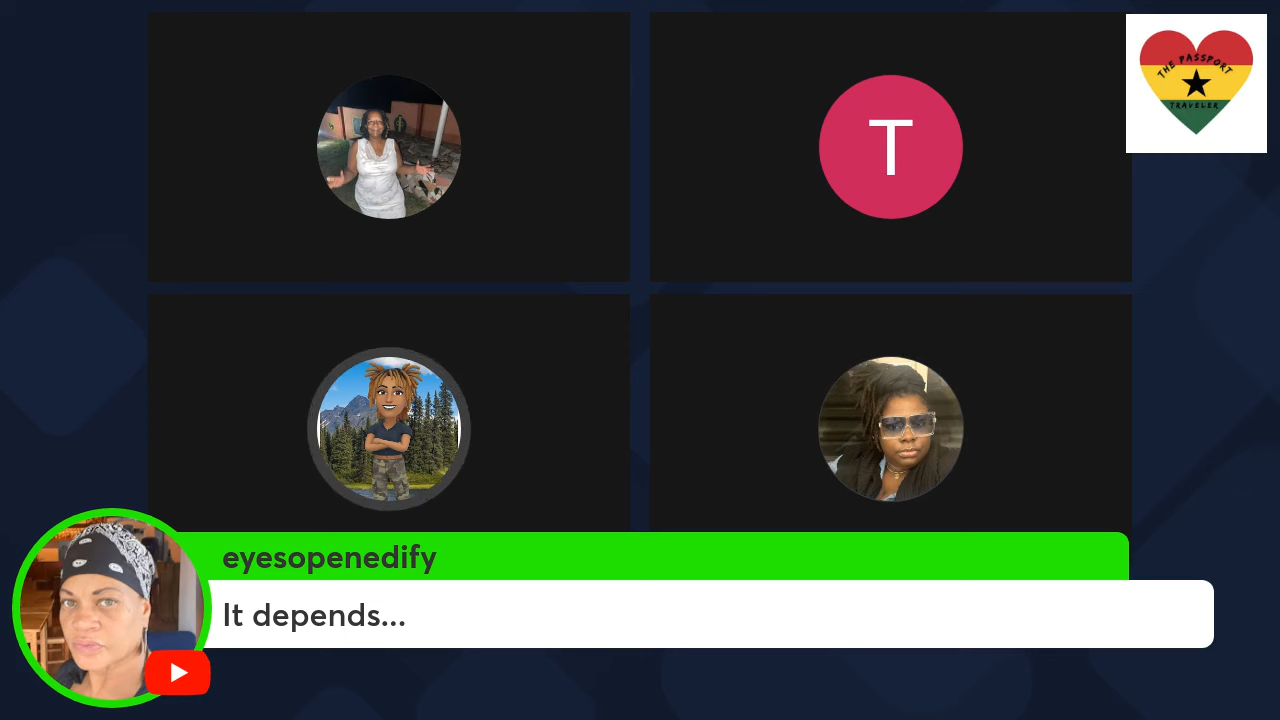 THE PASSPORT
TRAVELER
T
eyesopenedify
It depends...